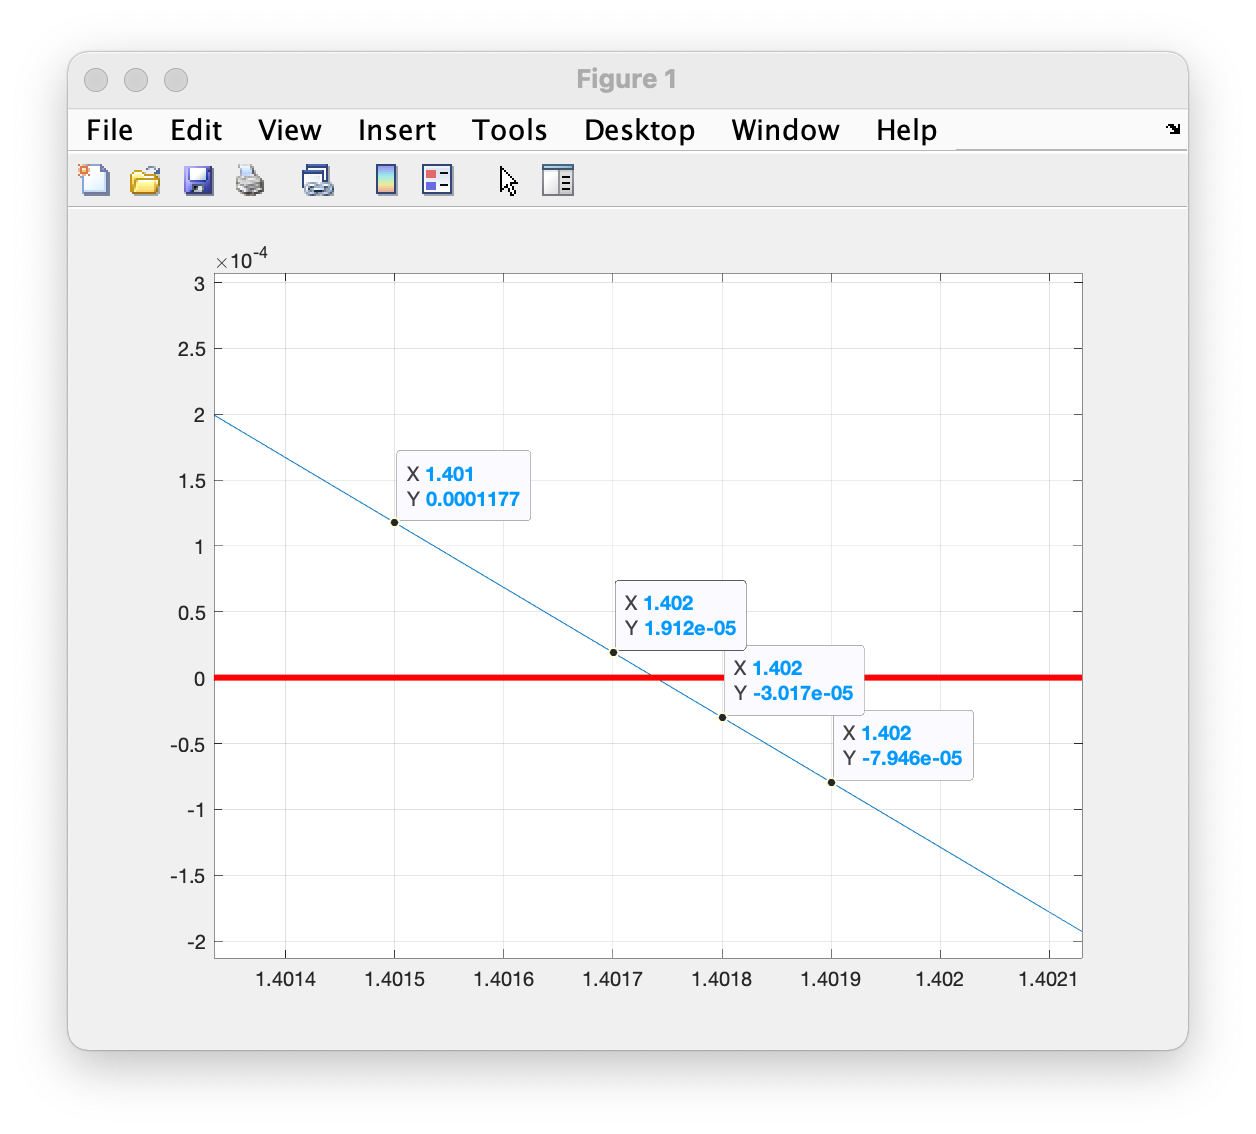 Figure 1
File Edit View Insert Tools Desktop Window Help
×10-4
3
2.5
2
1.5
1
0.5
0
-0.5
-1
-1.5
-2
X 1.401
Y 0.0001177
X 1.402
Y 1.912e-05
X 1.402
Y -3.017e-05
X 1.402
Y -7.946e-05
1.4014 1.4015 1.4016 1.4017 1.4018 1.4019 1.402 1.4021